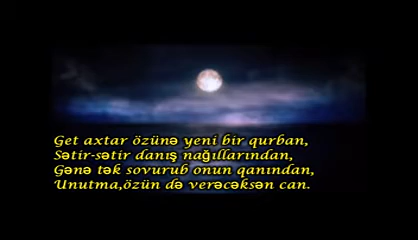 Get axtar özünə yeni bir qurban,
Sətir-sətir danış nağıllarından,
Gənə tək sovurub onun qanından,
Unutma,özün də verəcəksən can.